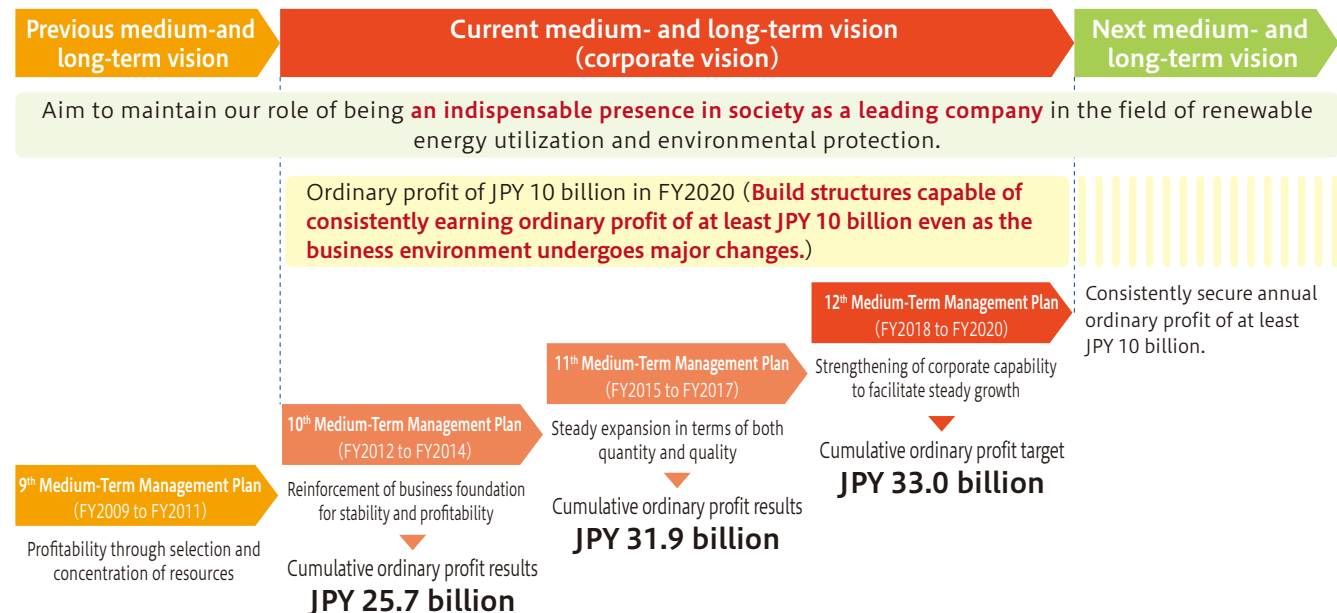 Previous medium-and
long-term vision
Current medium- and long-term vision
(corporate vision)
Next medium- and
long-term vision
Aim to maintain our role of being an indispensable presence in society as a leading company in the field of renewable
energy utilization and environmental protection.
Ordinary profit of JPY 10 billion in FY2020 (Build structures capable of
consistently earning ordinary profit of at least JPY 10 billion even as the
business environment undergoes major changes.)
9th Medium-Term Management Plan
(FY2009 to FY2011)
Profitability through selection and
concentration of resources
10th Medium-Term Management Plan
(FY2012 to FY2014)
Reinforcement of business foundation
for stability and profitability
Cumulative ordinary profit results
JPY 25.7 billion
11th Medium-Term Management Plan
(FY2015 to FY2017)
Steady expansion in terms of both
quantity and quality
Cumulative ordinary profit results
JPY 31.9 billion
12th Medium-Term Management Plan
(FY2018 to FY2020)
Strengthening of corporate capability
to facilitate steady growth
Cumulative ordinary profit target
JPY 33.0 billion
Consistently secure annual
ordinary profit of at least
JPY 10 billion.